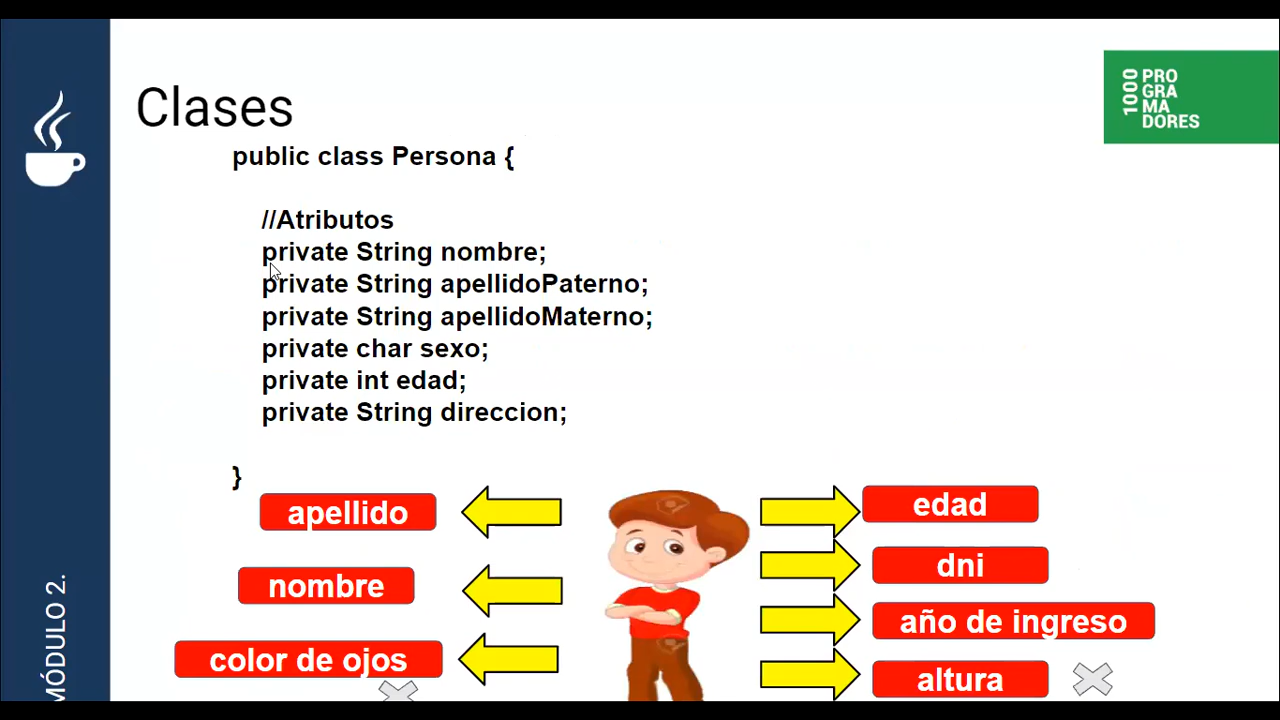 Clases
1000
PRO
GRA
MA
DORES
public class Persona {
//Atributos
private String nombre;
private String apellidoPaterno;
private String apellidoMaterno;
private char sexo;
private int edad;
private String direccion;
}
apellido
edad
nombre
dni
año de ingreso
color de ojos
altura
MÓDULO 2.